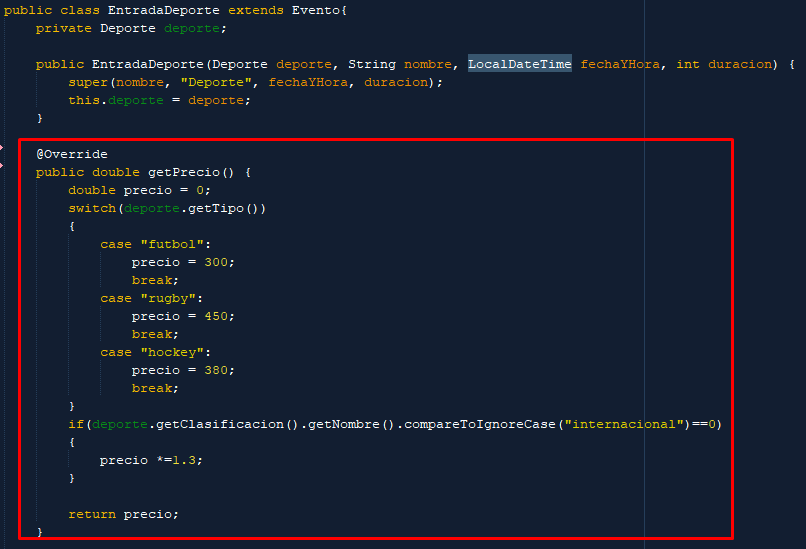 public class EntradaDeporte extends Evento{
private Deporte deporte;
public EntradaDeporte(Deporte deporte, String nombre, LocalDateTime fechaYHora, int duracion) {
super(nombre, "Deporte", fechaYHora, duracion);
this.deporte = deporte;
}
@Override
public double getPrecio() {
double precio = 0;
switch(deporte.getTipo())
{
case "futbol":
precio = 300;
break;
case "rugby":
precio = 450;
break;
case "hockey":
precio = 380;
break;
}
if(deporte.getClasificacion().getNombre().compareToIgnoreCase("internacional")==0)
{
precio *=1.3;
}
return precio;
}